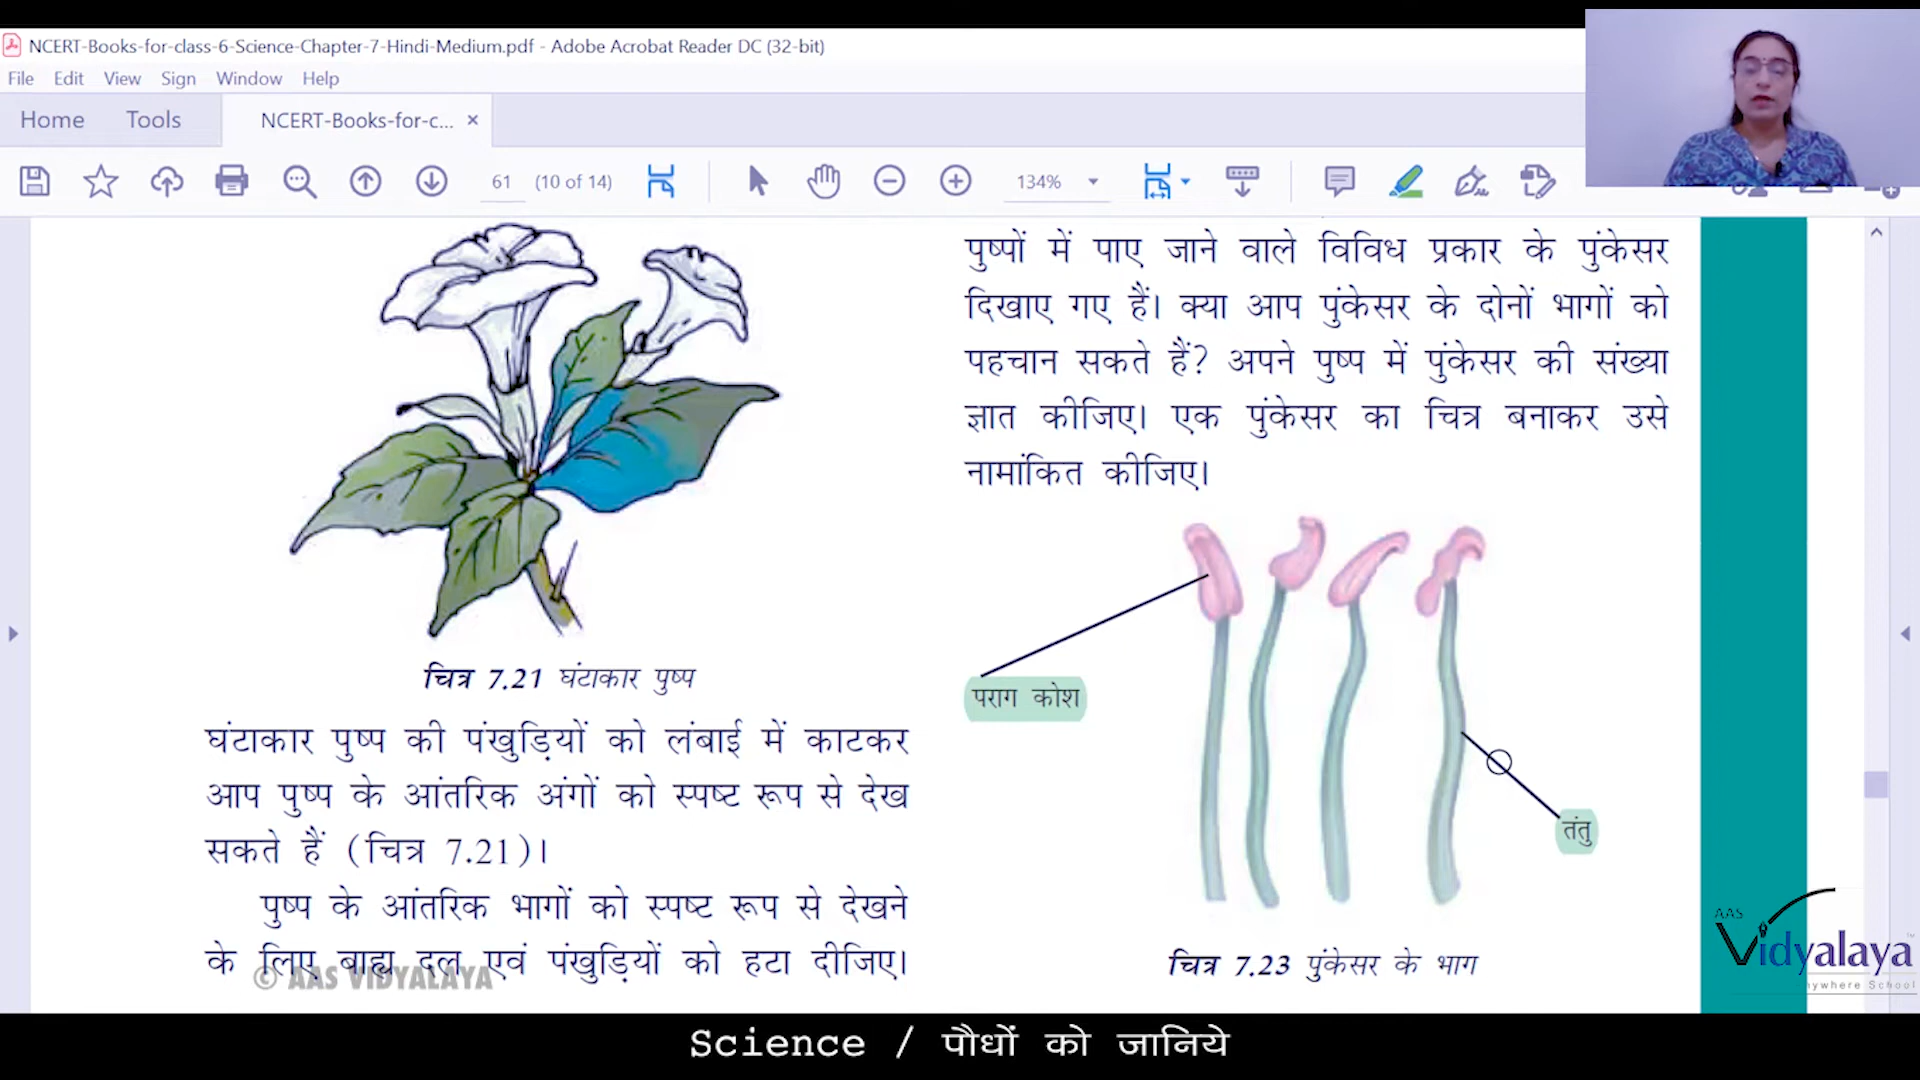 NCERT-Books-for-class-6-Science-Chapter-7-Hindi-Medium.pdf - Adobe Acrobat Reader DC (32-bit)
File Edit View Sign Window Help
Home Tools NCERT-Books-for-c... ×
61 (10 of 14) 134%
चित्र 7.21 घंटाकार पुष्प
घंटाकार पुष्प की पंखुड़ियों को लंबाई में काटकर
आप पुष्प के आंतरिक अंगों को स्पष्ट रूप से देख
सकते हैं (चित्र 7.21)।
पुष्प के आंतरिक भागों को स्पष्ट रूप से देखने
के लिए बाह्य दल एवं पंखुड़ियों को हटा दीजिए।
© AAS VIDYALAYA
पुष्पों में पाए जाने वाले विविध प्रकार के पुंकेसर
दिखाए गए हैं। क्या आप पुंकेसर के दोनों भागों को
पहचान सकते हैं? अपने पुष्प में पुंकेसर की संख्या
ज्ञात कीजिए। एक पुंकेसर का चित्र बनाकर उसे
नामांकित कीजिए।
पराग कोश
तंतु
चित्र 7.23 पुंकेसर के भाग
AAS
Vidyalaya
nywhere School
Science / पौधों को जानिये